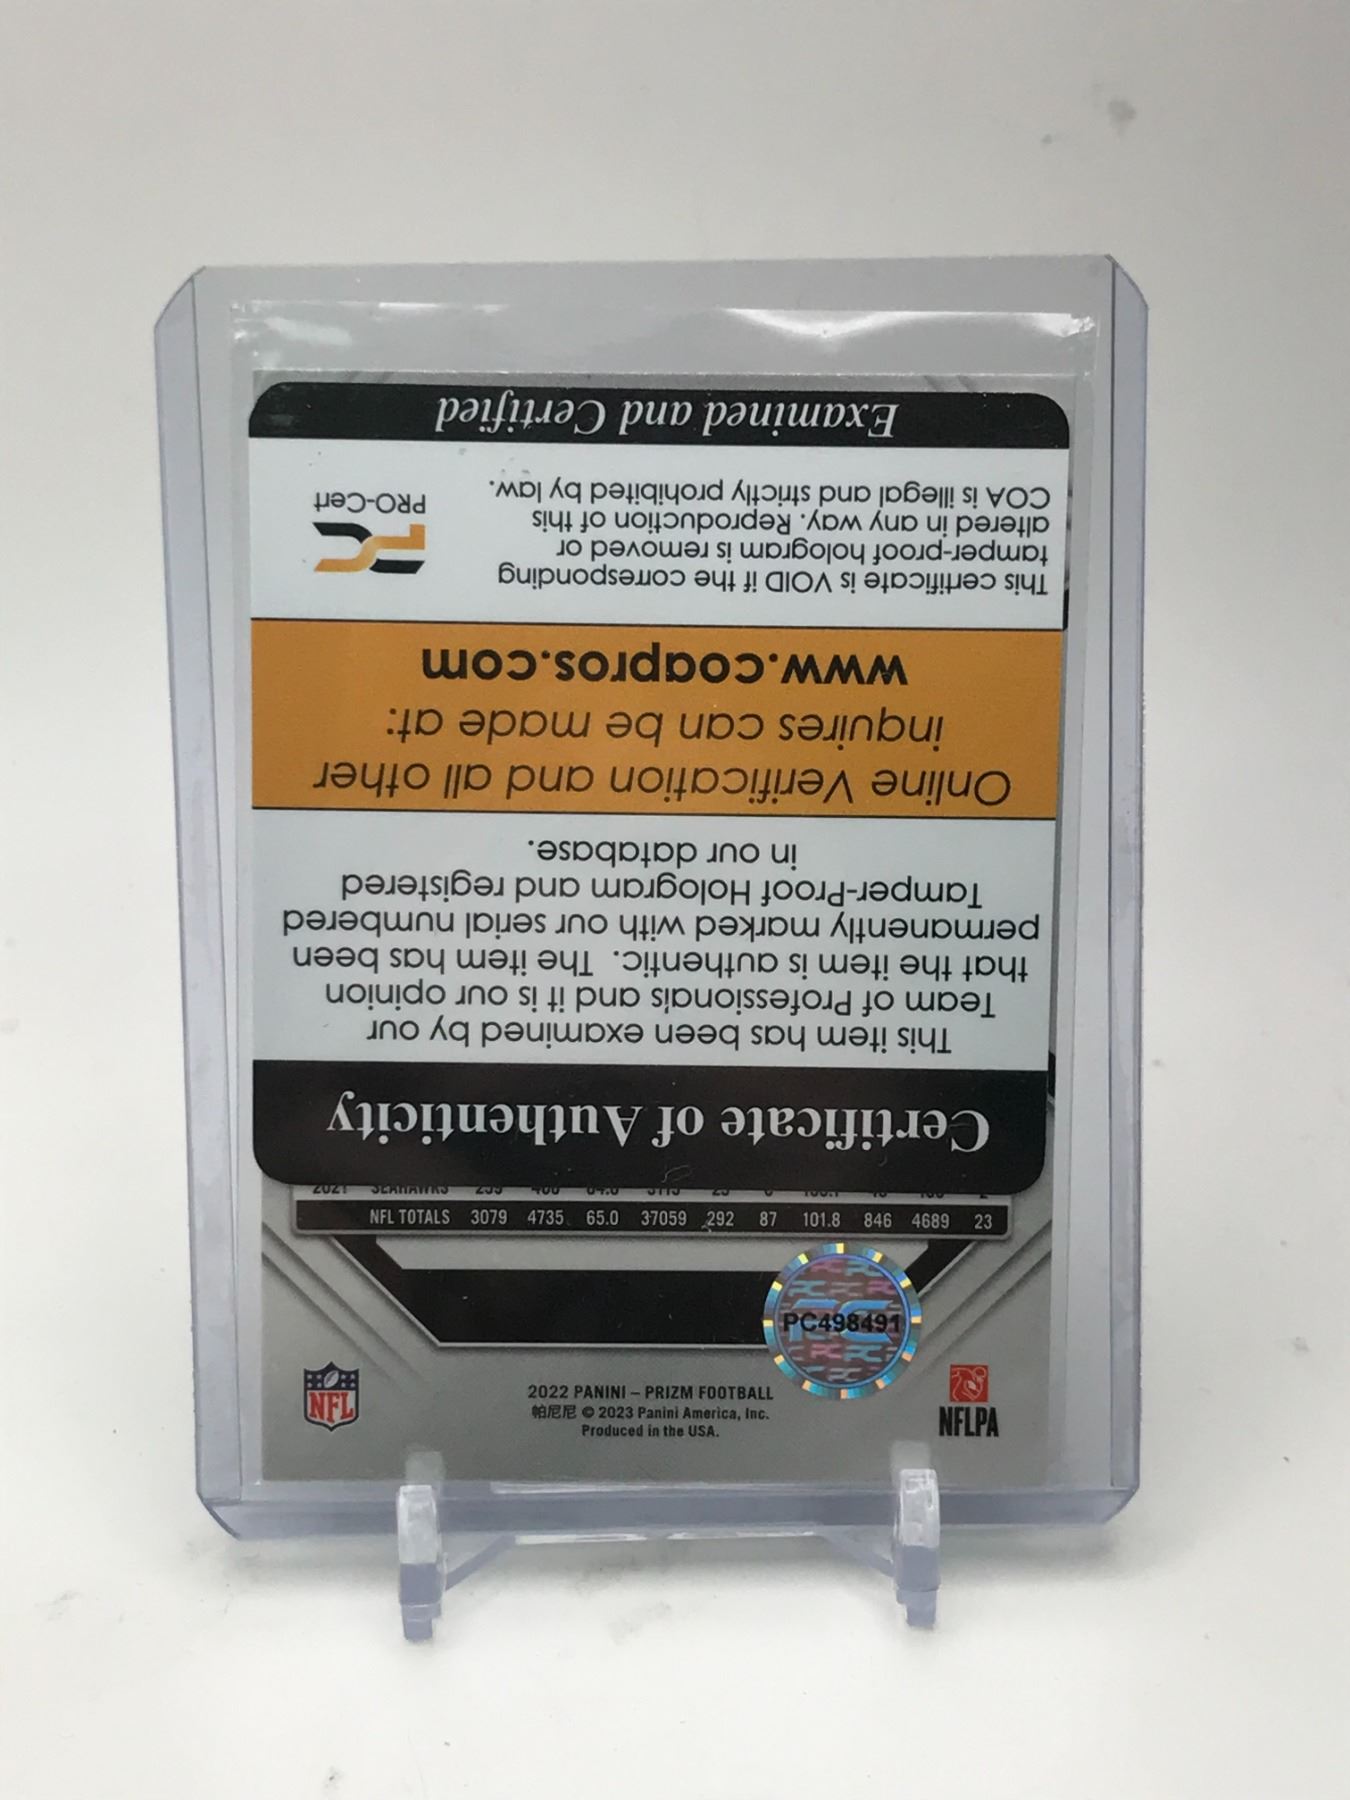 Certificate of Authenticity
This item has been examined by our
Team of Professionals and it is our opinion
that the item is authentic. The item has been
permanently marked with our serial numbered
Tamper-Proof Hologram and registered
in our database.
Online Verification and all other
inquires can be made at:
www.coapros.com
This certificate is VOID if the corresponding
tamper-proof hologram is removed or
altered in any way. Reproduction of this
COA is illegal and strictly prohibited by law.
PC
PRO-Cert
Examined and Certified
2021 SEAHAWKS
NFL TOTALS 3079 4735 65.0 37059 292 87 101.8 846 4689 23
PC498491
NFL
2022 PANINI – PRIZM FOOTBALL
帕尼尼 © 2023 Panini America, Inc.
Produced in the USA.
NFLPA